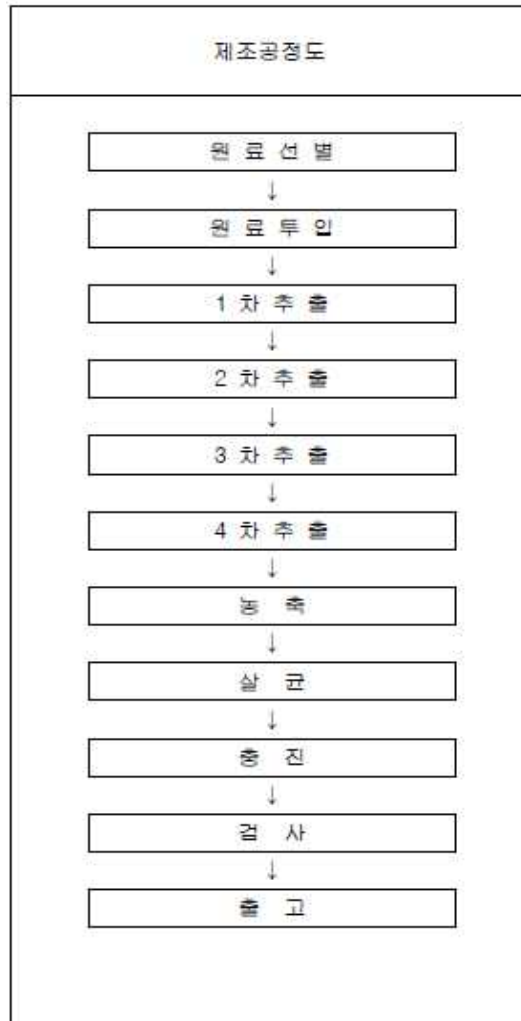 제조공정도
원 료 선 별
↓
원 료 투 입
↓
1 차 추 출
↓
2 차 추 출
↓
3 차 추 출
↓
4 차 추 출
↓
농 축
↓
살 균
↓
충 진
↓
검 사
↓
출 고